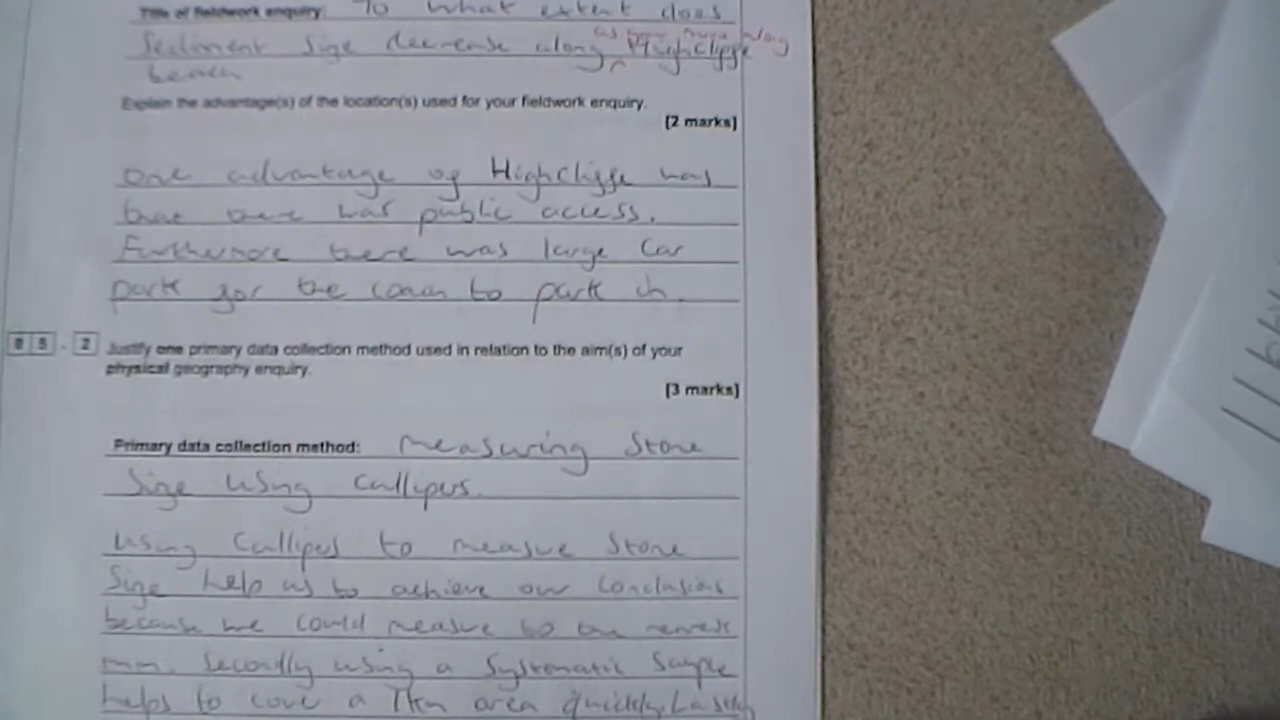 Title of fieldwork enquiry: To what extent does
as you move along
Sediment size decrease along Highcliffe
beach
Explain the advantage(s) of the location(s) used for your fieldwork enquiry.
[2 marks]
One advantage of Highcliffe was
that there was public access.
Furthermore there was large car
park for the coach to park in.
0 5 . 2 Justify one primary data collection method used in relation to the aim(s) of your
physical geography enquiry.
[3 marks]
Primary data collection method: measuring Stone
Size using callipers.
using Callipers to measure Stone
Size help us to achieve our conclusions
because we could measure to the nearest
mm. Secondly using a Systematic Sample
helps to cover a 1km area quickly. Lastly